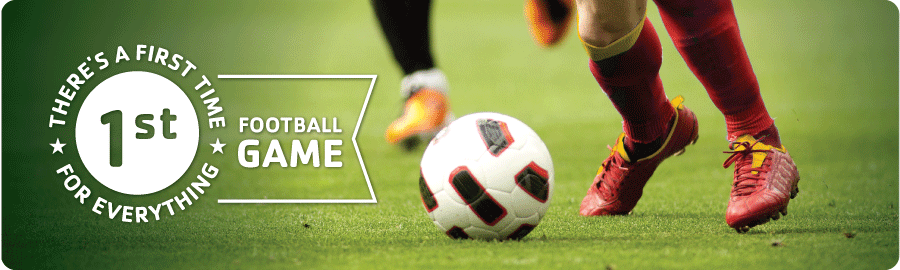 THERE'S A FIRST TIME
1st
FOR EVERYTHING
FOOTBALL
GAME